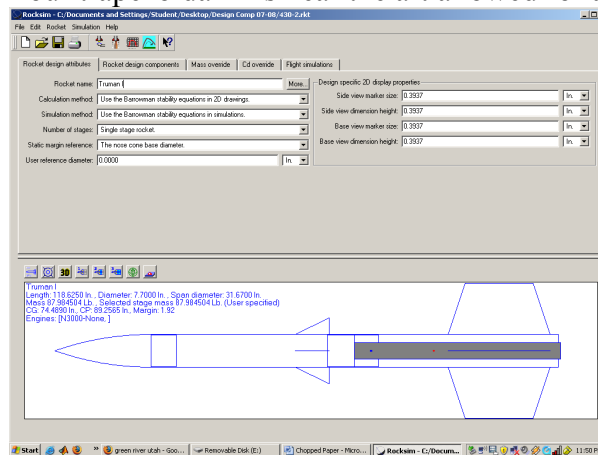 Rocksim - C:/Documents and Settings/Student/Desktop/Design Comp 07-08/430-2.rkt
File Edit Rocket Simulation Help
Rocket design attributes Rocket design components Mass override Cd override Flight simulations
Rocket name: Truman I More...
Calculation method: Use the Barrowman stability equations in 2D drawings.
Simulation method: Use the Barrowman stability equations in simulations.
Number of stages: Single stage rocket.
Static margin reference: The nose cone base diameter.
User reference diameter: 0.0000 In.
Design specific 2D display properties
Side view marker size: 0.3937 In.
Side view dimension height: 0.3937 In.
Base view marker size: 0.3937 In.
Base view dimension height: 0.3937 In.
3D
Truman I
Length: 118.6250 In., Diameter: 7.7000 In., Span diameter: 31.6700 In.
Mass 87.984504 Lb., Selected stage mass 87.984504 Lb. (User specified)
CG: 74.4890 In., CP: 89.2565 In., Margin: 1.92
Engines: [N3000-None, ]
Start » green river utah - Goo... Removable Disk (E:) Chopped Paper - Micro... Rocksim - C:/Docum... 11:50 P